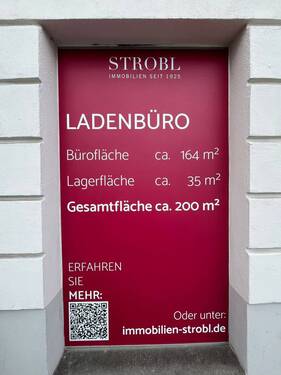 STROBL
IMMOBILIEN SEIT 1925
LADENBÜRO
Bürofläche ca. 164 m²
Lagerfläche ca. 35 m²
Gesamtfläche ca. 200 m²
ERFAHREN
SIE
MEHR:
Oder unter:
immobilien-strobl.de